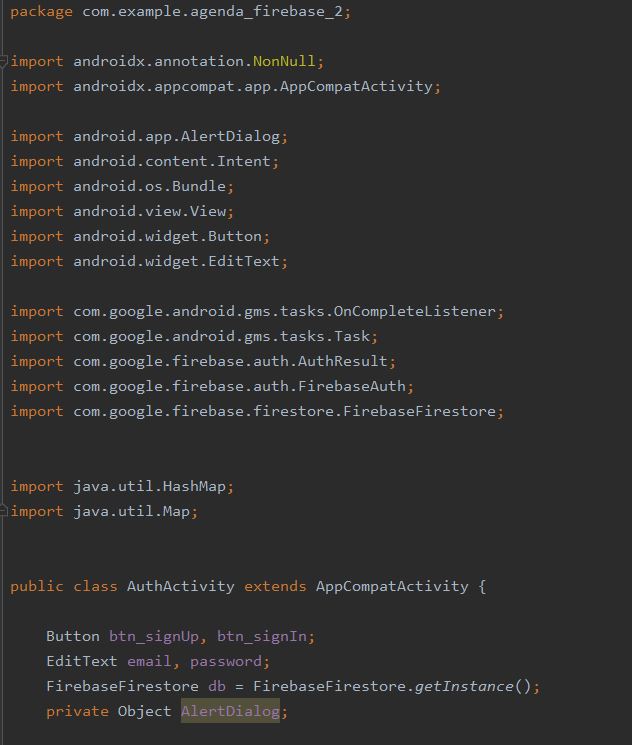 package com.example.agenda_firebase_2;
import androidx.annotation.NonNull;
import androidx.appcompat.app.AppCompatActivity;
import android.app.AlertDialog;
import android.content.Intent;
import android.os.Bundle;
import android.view.View;
import android.widget.Button;
import android.widget.EditText;
import com.google.android.gms.tasks.OnCompleteListener;
import com.google.android.gms.tasks.Task;
import com.google.firebase.auth.AuthResult;
import com.google.firebase.auth.FirebaseAuth;
import com.google.firebase.firestore.FirebaseFirestore;
import java.util.HashMap;
import java.util.Map;
public class AuthActivity extends AppCompatActivity {
Button btn_signUp, btn_signIn;
EditText email, password;
FirebaseFirestore db = FirebaseFirestore.getInstance();
private Object AlertDialog;